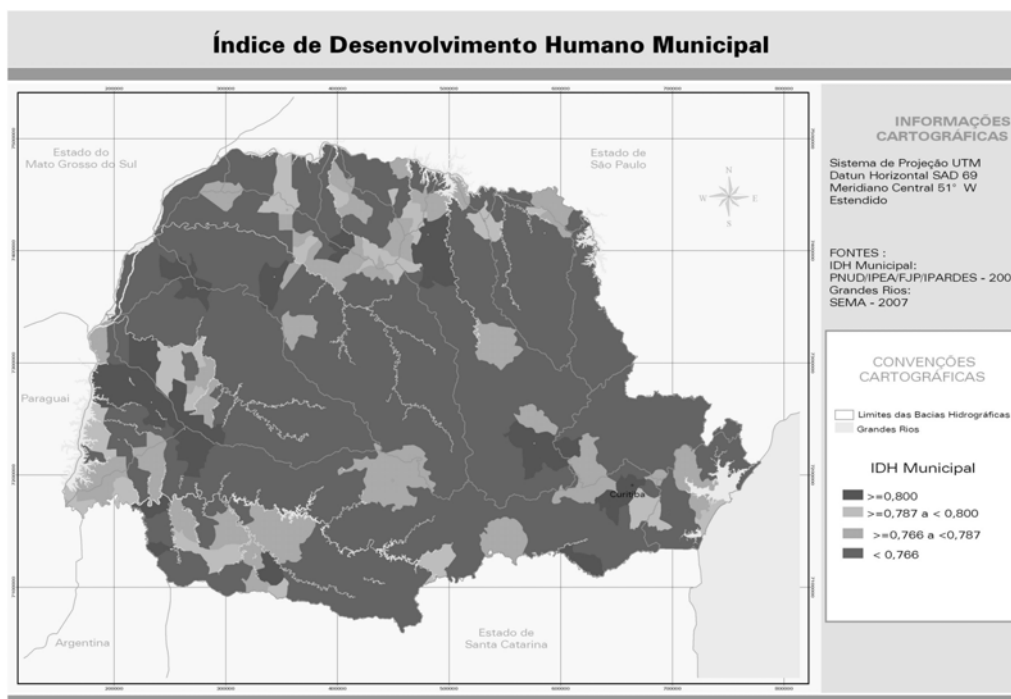 Índice de Desenvolvimento Humano Municipal
Estado do
Mato Grosso do Sul
Estado de
São Paulo
N
W
E
S
Paraguai
Curitiba
Argentina
Estado de
Santa Catarina
INFORMAÇÕES
CARTOGRÁFICAS
Sistema de Projeção UTM
Datun Horizontal SAD 69
Meridiano Central 51° W
Estendido
FONTES :
IDH Municipal:
PNUD/IPEA/FJP/IPARDES - 200
Grandes Rios:
SEMA - 2007
CONVENÇÕES
CARTOGRÁFICAS
Limites das Bacias Hidrográficas
Grandes Rios
IDH Municipal
>=0,800
>=0,787 a < 0,800
>=0,766 a <0,787
< 0,766